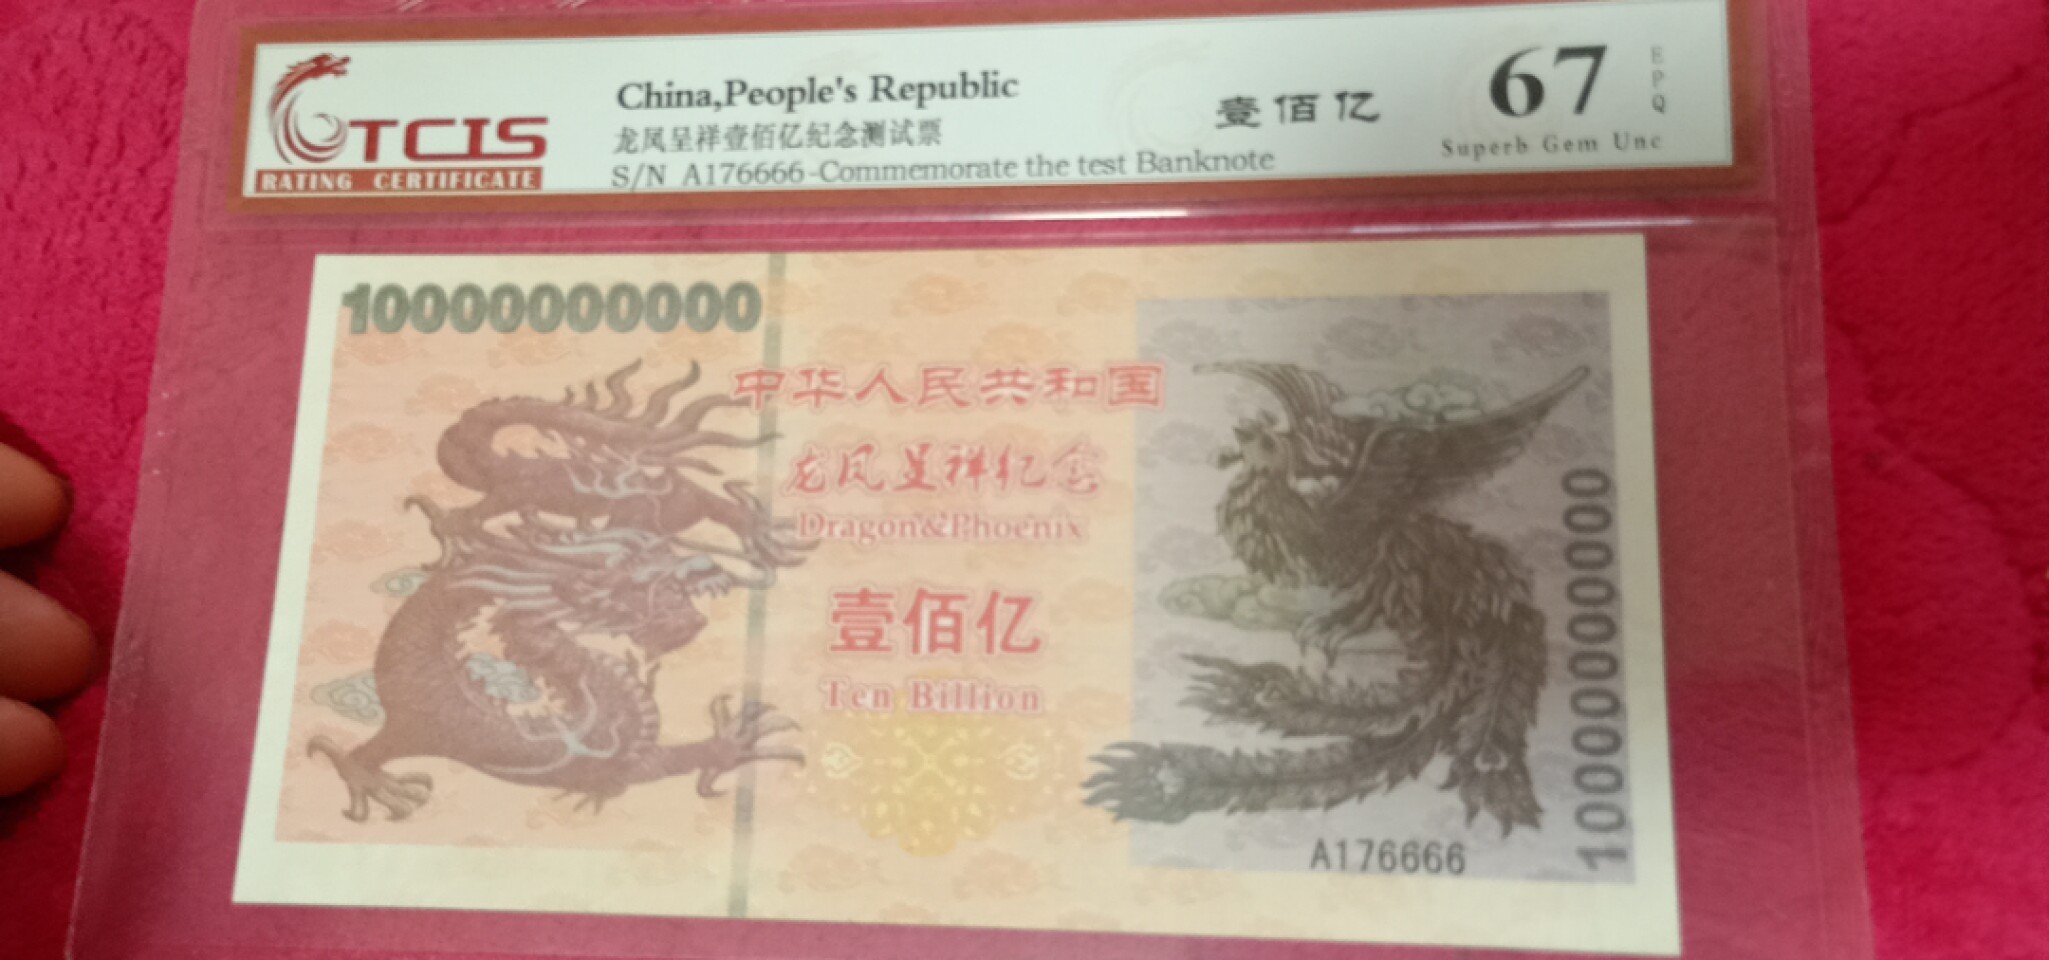 TCIS
RATING CERTIFICATE
China,People's Republic
龙凤呈祥壹佰亿纪念测试票
S/N A176666-Commemorate the test Banknote
壹佰亿
67
EPQ
Superb Gem Unc
10000000000
中华人民共和国
龙凤呈祥纪念
Dragon&Phoenix
壹佰亿
Ten Billion
A176666
10000000000